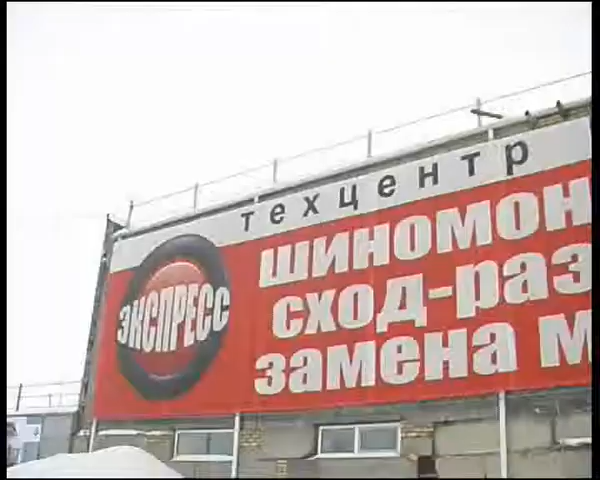 техцентр
ЭКСПРЕСС
шиномон
сход-раз
замена м